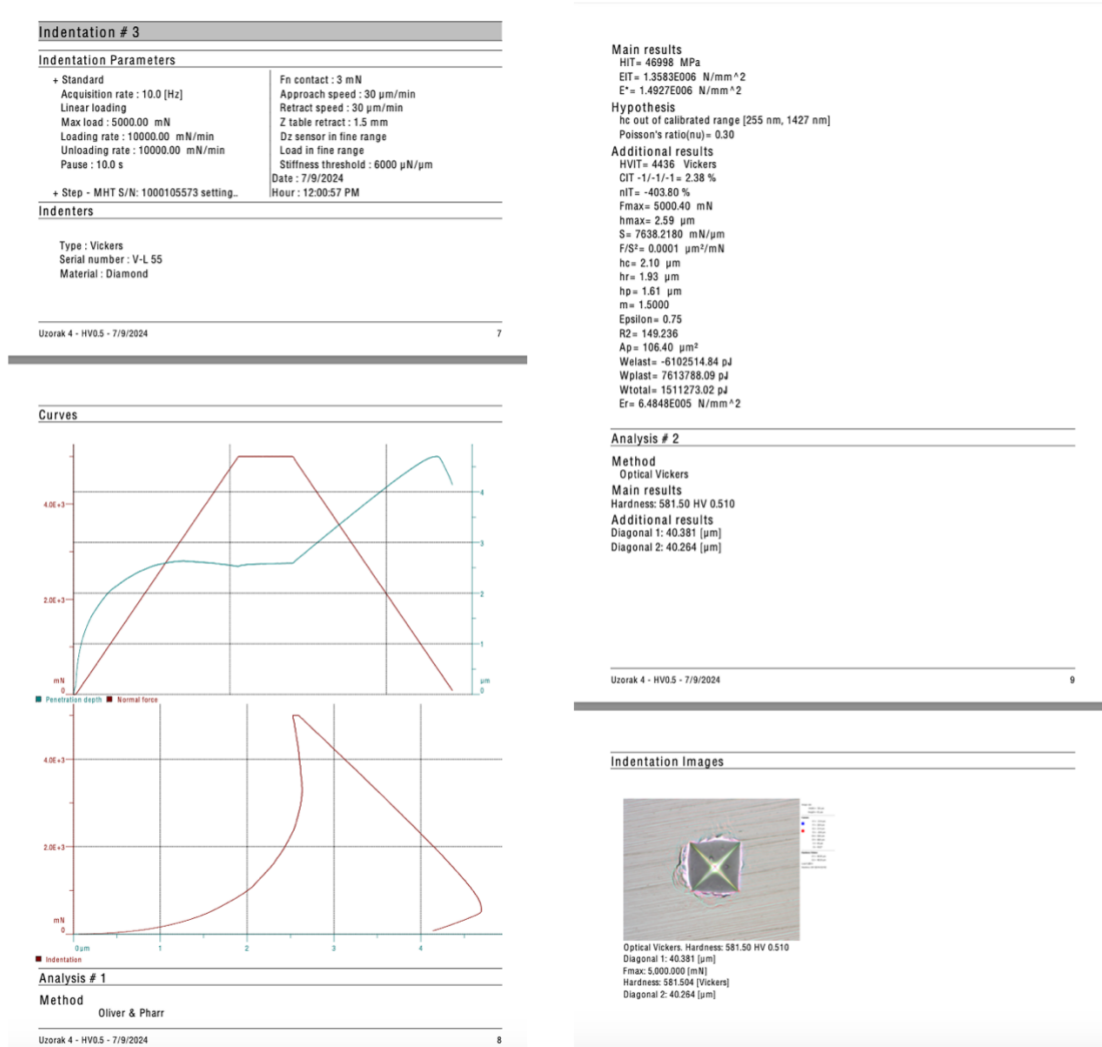 Indentation # 3
Indentation Parameters
+ Standard
Acquisition rate : 10.0 [Hz]
Linear loading
Max load : 5000.00 mN
Loading rate : 10000.00 mN/min
Unloading rate : 10000.00 mN/min
Pause : 10.0 s
+ Step - MHT S/N: 1000105573 setting..
Fn contact : 3 mN
Approach speed : 30 µm/min
Retract speed : 30 µm/min
Z table retract : 1.5 mm
Dz sensor in fine range
Load in fine range
Stiffness threshold : 6000 µN/µm
Date : 7/9/2024
Hour : 12:00:57 PM
Indenters
Type : Vickers
Serial number : V-L 55
Material : Diamond
Uzorak 4 - HV0.5 - 7/9/2024 7
Curves
4.0E+3
2.0E+3
mN
0
4
3
2
1
µm
0
Penetration depth Normal force
4.0E+3
2.0E+3
mN
0
0µm 1 2 3 4
Indentation
Analysis # 1
Method
Oliver & Pharr
Uzorak 4 - HV0.5 - 7/9/2024 8
Main results
HIT= 46998 MPa
EIT= 1.3583E006 N/mm^2
E*= 1.4927E006 N/mm^2
Hypothesis
hc out of calibrated range [255 nm, 1427 nm]
Poisson's ratio(nu)= 0.30
Additional results
HVIT= 4436 Vickers
CIT -1/-1/-1= 2.38 %
nIT= -403.80 %
Fmax= 5000.40 mN
hmax= 2.59 µm
S= 7638.2180 mN/µm
F/S²= 0.0001 µm²/mN
hc= 2.10 µm
hr= 1.93 µm
hp= 1.61 µm
m= 1.5000
Epsilon= 0.75
R2= 149.236
Ap= 106.40 µm²
Welast= -6102514.84 pJ
Wplast= 7613788.09 pJ
Wtotal= 1511273.02 pJ
Er= 6.4848E005 N/mm^2
Analysis # 2
Method
Optical Vickers
Main results
Hardness: 581.50 HV 0.510
Additional results
Diagonal 1: 40.381 [µm]
Diagonal 2: 40.264 [µm]
Uzorak 4 - HV0.5 - 7/9/2024 9
Indentation Images
Optical Vickers. Hardness: 581.50 HV 0.510
Diagonal 1: 40.381 [µm]
Fmax: 5,000.000 [mN]
Hardness: 581.504 [Vickers]
Diagonal 2: 40.264 [µm]